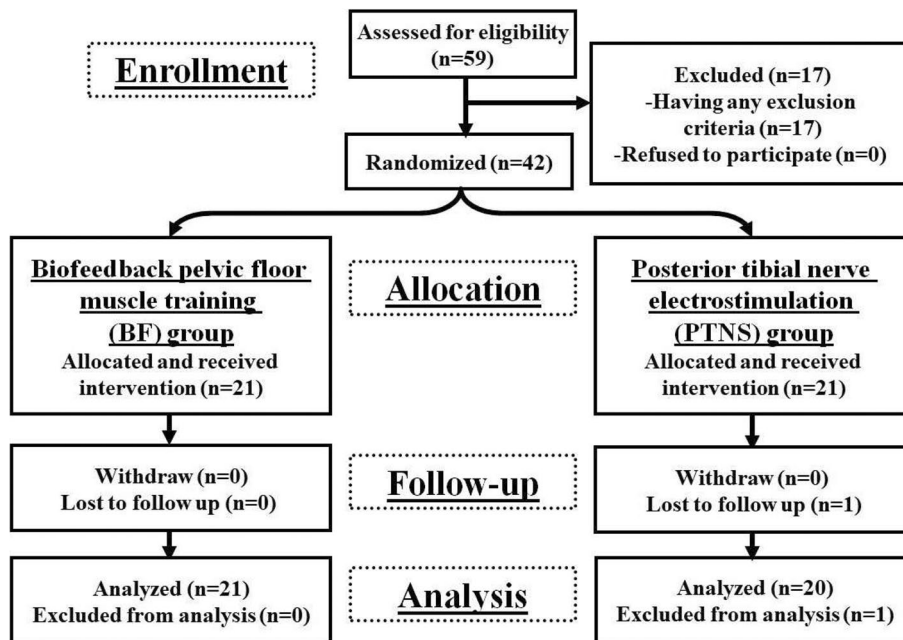 Assessed for eligibility
(n=59)
Enrollment
Excluded (n=17)
-Having any exclusion
criteria (n=17)
-Refused to participate (n=0)
Randomized (n=42)
Biofeedback pelvic floor
muscle training
(BF) group
Allocated and received
intervention (n=21)
Allocation
Posterior tibial nerve
electrostimulation
(PTNS) group
Allocated and received
intervention (n=21)
Withdraw (n=0)
Lost to follow up (n=0)
Follow-up
Withdraw (n=0)
Lost to follow up (n=1)
Analyzed (n=21)
Excluded from analysis (n=0)
Analysis
Analyzed (n=20)
Excluded from analysis (n=1)